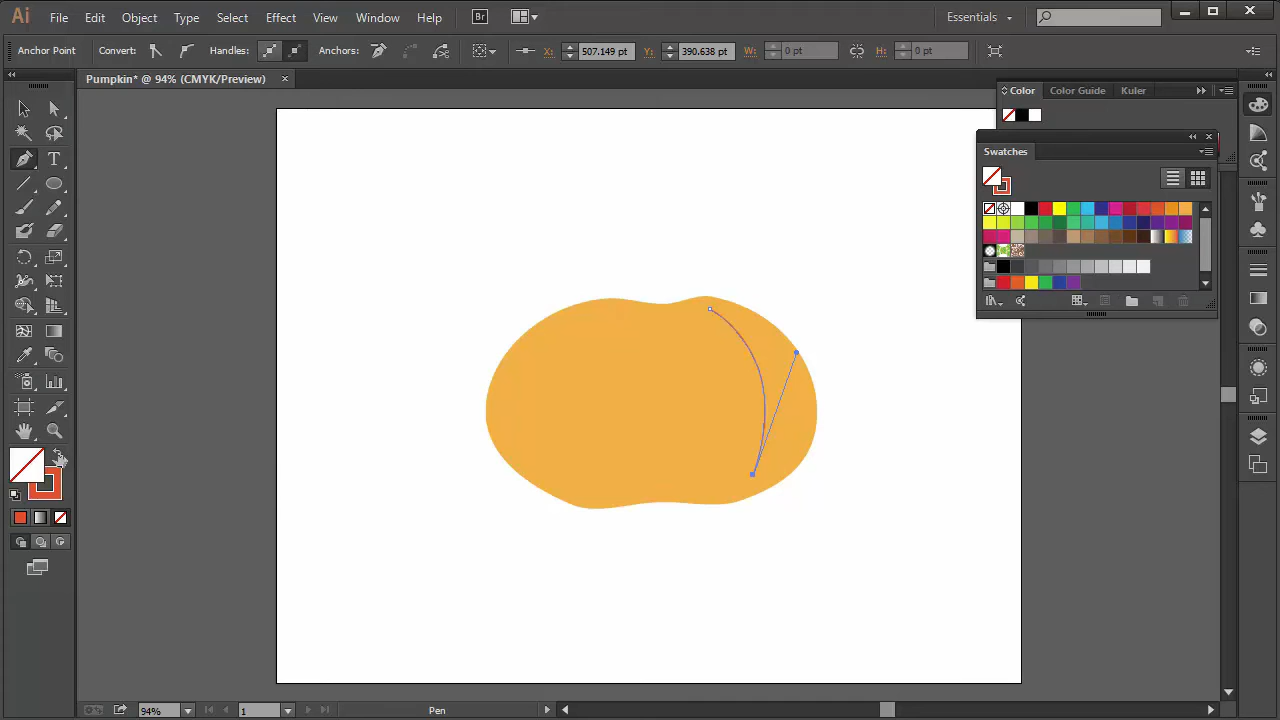 Ai File Edit Object Type Select Effect View Window Help Br Essentials
Anchor Point Convert: Handles: Anchors: X: 507.149 pt Y: 390.638 pt W: 0 pt H: 0 pt
Pumpkin* @ 94% (CMYK/Preview)
Color Color Guide Kuler
Swatches
T
94% 1 Pen